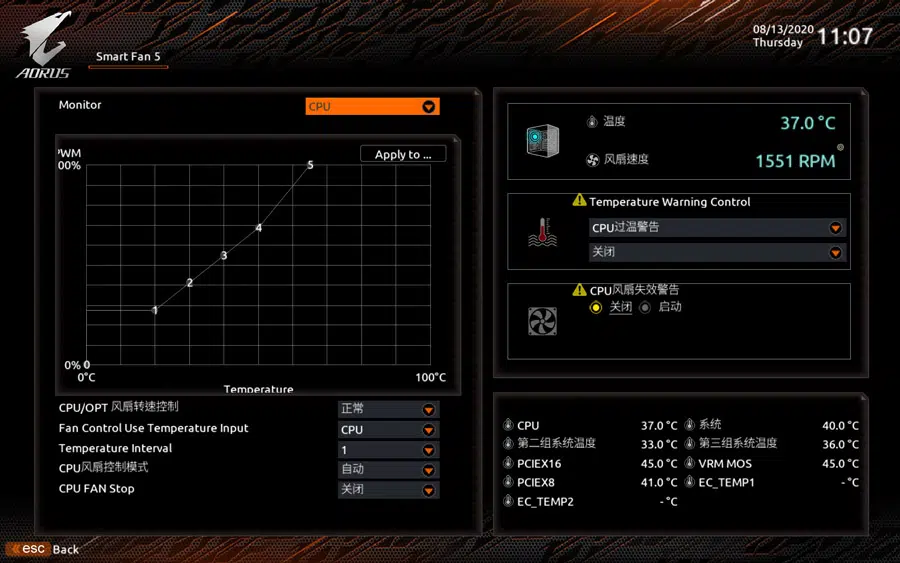 AORUS
Smart Fan 5
08/13/2020
Thursday
11:07
Monitor
CPU
PWM
Apply to ...
00%
5
4
3
2
1
0% 0
0°C
100°C
Temperature
CPU/OPT 风扇转速控制
正常
Fan Control Use Temperature Input
CPU
Temperature Interval
1
CPU风扇控制模式
自动
CPU FAN Stop
关闭
温度
37.0 °C
风扇速度
1551 RPM
Temperature Warning Control
CPU过温警告
关闭
CPU风扇失效警告
关闭 启动
CPU 37.0 °C 系统 40.0 °C
第二组系统温度 33.0 °C 第三组系统温度 36.0 °C
PCIEX16 45.0 °C VRM MOS 45.0 °C
PCIEX8 41.0 °C EC_TEMP1 - °C
EC_TEMP2 - °C
esc Back